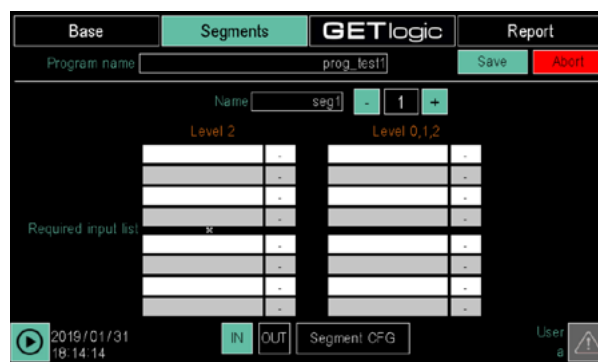 Base Segments GETlogic Report
Program name prog_test1 Save Abort
Name seg1 - 1 +
Level 2 Level 0,1,2
- -
- -
- -
- -
Required input list
- -
- -
- -
- -
2019/01/31 IN OUT Segment CFG User
18:14:14 a